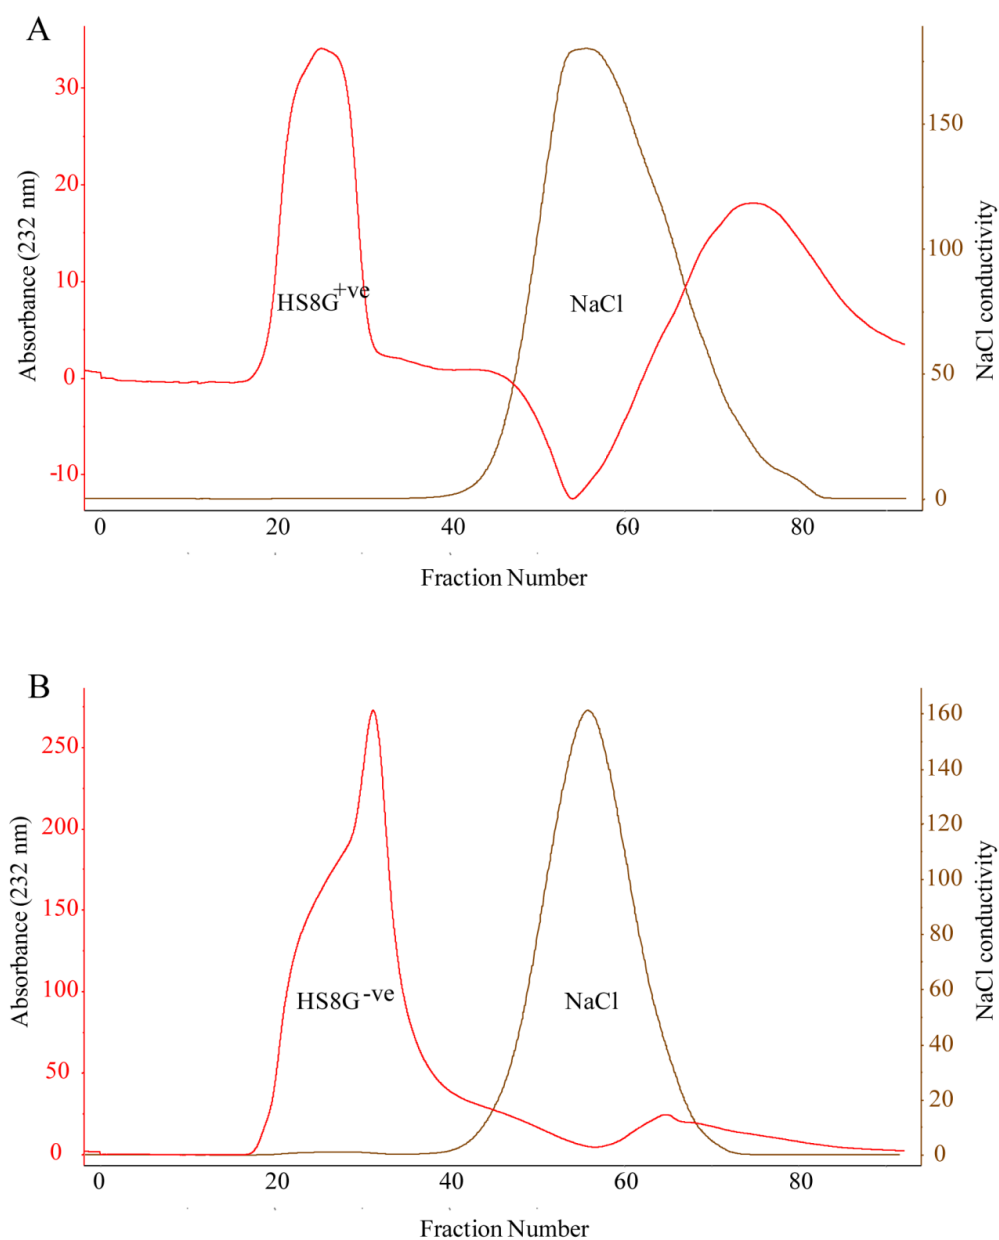 A
30
20
10
0
-10
Absorbance (232 nm)
HS8G+ve
NaCl
150
100
50
0
NaCl conductivity
0 20 40 60 80
Fraction Number
B
250
200
150
100
50
0
Absorbance (232 nm)
HS8G-ve
NaCl
160
140
120
100
80
60
40
20
0
NaCl conductivity
0 20 40 60 80
Fraction Number